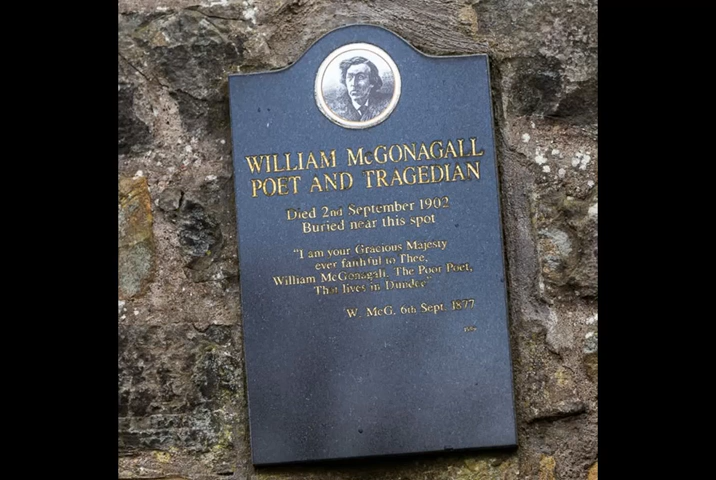 WILLIAM McGONAGALL
POET AND TRAGEDIAN
Died 2nd September 1902
Buried near this spot
"I am your Gracious Majesty
ever faithful to Thee,
William McGonagall, The Poor Poet,
That lives in Dundee"
W. McG. 6th Sept. 1877